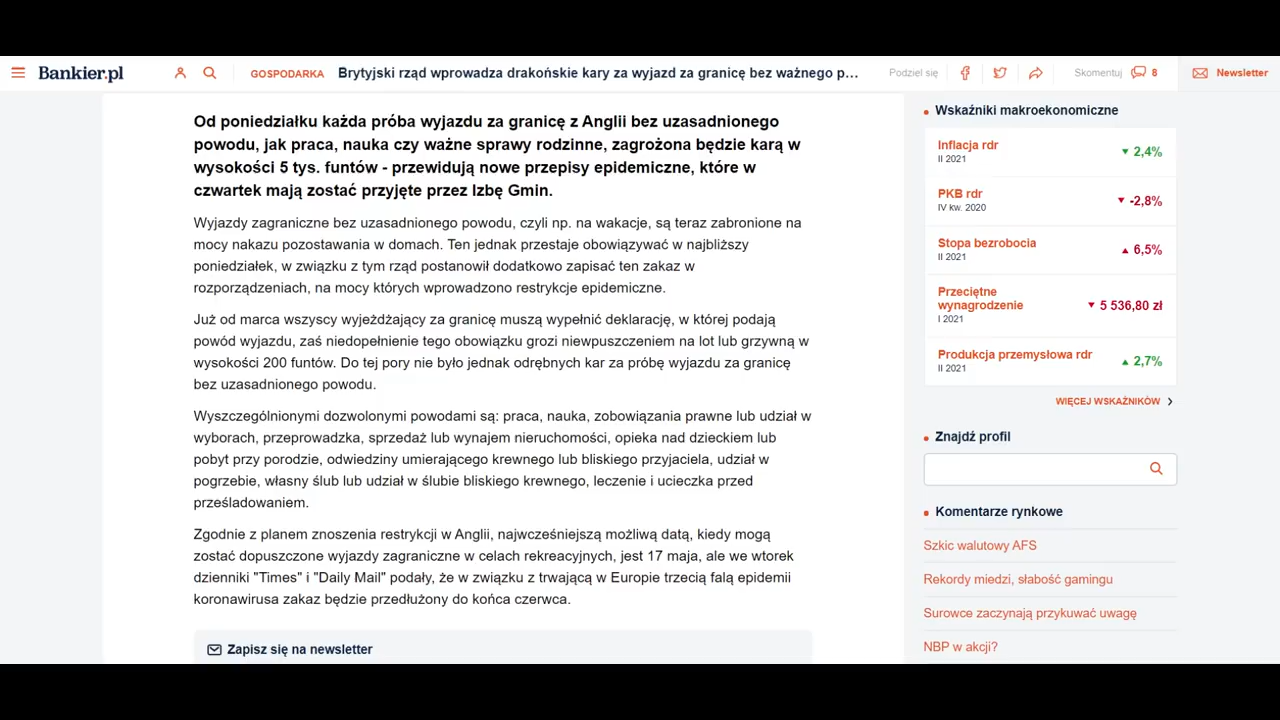 Bankier.pl
GOSPODARKA
Brytyjski rząd wprowadza drakońskie kary za wyjazd za granicę bez ważnego p...
Podziel się
Skomentuj 8
Newsletter
Od poniedziałku każda próba wyjazdu za granicę z Anglii bez uzasadnionego
powodu, jak praca, nauka czy ważne sprawy rodzinne, zagrożona będzie karą w
wysokości 5 tys. funtów - przewidują nowe przepisy epidemiczne, które w
czwartek mają zostać przyjęte przez Izbę Gmin.
Wyjazdy zagraniczne bez uzasadnionego powodu, czyli np. na wakacje, są teraz zabronione na
mocy nakazu pozostawania w domach. Ten jednak przestaje obowiązywać w najbliższy
poniedziałek, w związku z tym rząd postanowił dodatkowo zapisać ten zakaz w
rozporządzeniach, na mocy których wprowadzono restrykcje epidemiczne.
Już od marca wszyscy wyjeżdżający za granicę muszą wypełnić deklarację, w której podają
powód wyjazdu, zaś niedopełnienie tego obowiązku grozi niewpuszczeniem na lot lub grzywną w
wysokości 200 funtów. Do tej pory nie było jednak odrębnych kar za próbę wyjazdu za granicę
bez uzasadnionego powodu.
Wyszczególnionymi dozwolonymi powodami są: praca, nauka, zobowiązania prawne lub udział w
wyborach, przeprowadzka, sprzedaż lub wynajem nieruchomości, opieka nad dzieckiem lub
pobyt przy porodzie, odwiedziny umierającego krewnego lub bliskiego przyjaciela, udział w
pogrzebie, własny ślub lub udział w ślubie bliskiego krewnego, leczenie i ucieczka przed
prześladowaniem.
Zgodnie z planem znoszenia restrykcji w Anglii, najwcześniejszą możliwą datą, kiedy mogą
zostać dopuszczone wyjazdy zagraniczne w celach rekreacyjnych, jest 17 maja, ale we wtorek
dzienniki "Times" i "Daily Mail" podały, że w związku z trwającą w Europie trzecią falą epidemii
koronawirusa zakaz będzie przedłużony do końca czerwca.
Zapisz się na newsletter
Wskaźniki makroekonomiczne
Inflacja rdr
II 2021
2,4%
PKB rdr
IV kw. 2020
-2,8%
Stopa bezrobocia
II 2021
6,5%
Przeciętne
wynagrodzenie
I 2021
5 536,80 zł
Produkcja przemysłowa rdr
II 2021
2,7%
WIĘCEJ WSKAŹNIKÓW
Znajdź profil
Komentarze rynkowe
Szkic walutowy AFS
Rekordy miedzi, słabość gamingu
Surowce zaczynają przykuwać uwagę
NBP w akcji?